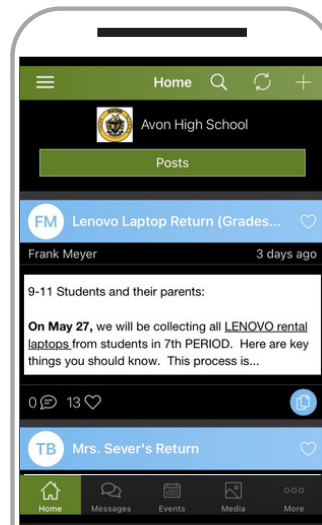 Home
Avon High School
Posts
FM Lenovo Laptop Return (Grades...
Frank Meyer 3 days ago
9-11 Students and their parents:
On May 27, we will be collecting all LENOVO rental
laptops from students in 7th PERIOD. Here are key
things you should know. This process is...
0 13
TB Mrs. Sever's Return
Home Messages Events Media More